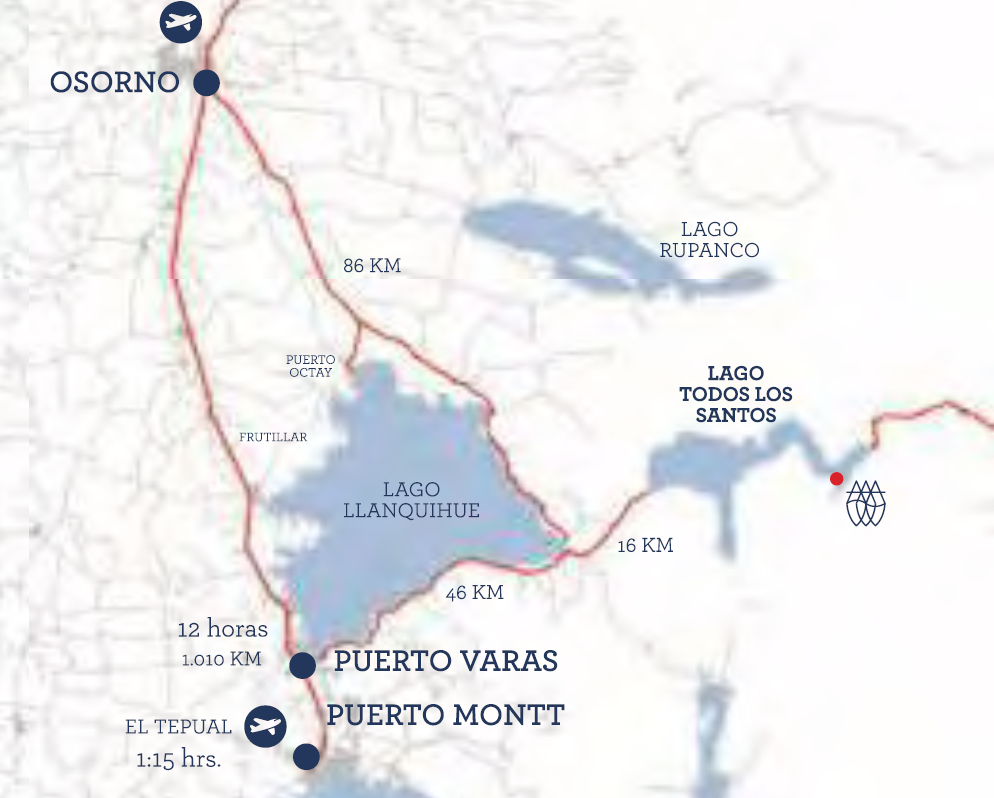 OSORNO
LAGO
RUPANCO
86 KM
PUERTO
OCTAY
LAGO
TODOS LOS
SANTOS
FRUTILLAR
LAGO
LLANQUIHUE
16 KM
46 KM
12 horas
1.010 KM
PUERTO VARAS
PUERTO MONTT
EL TEPUAL
1:15 hrs.